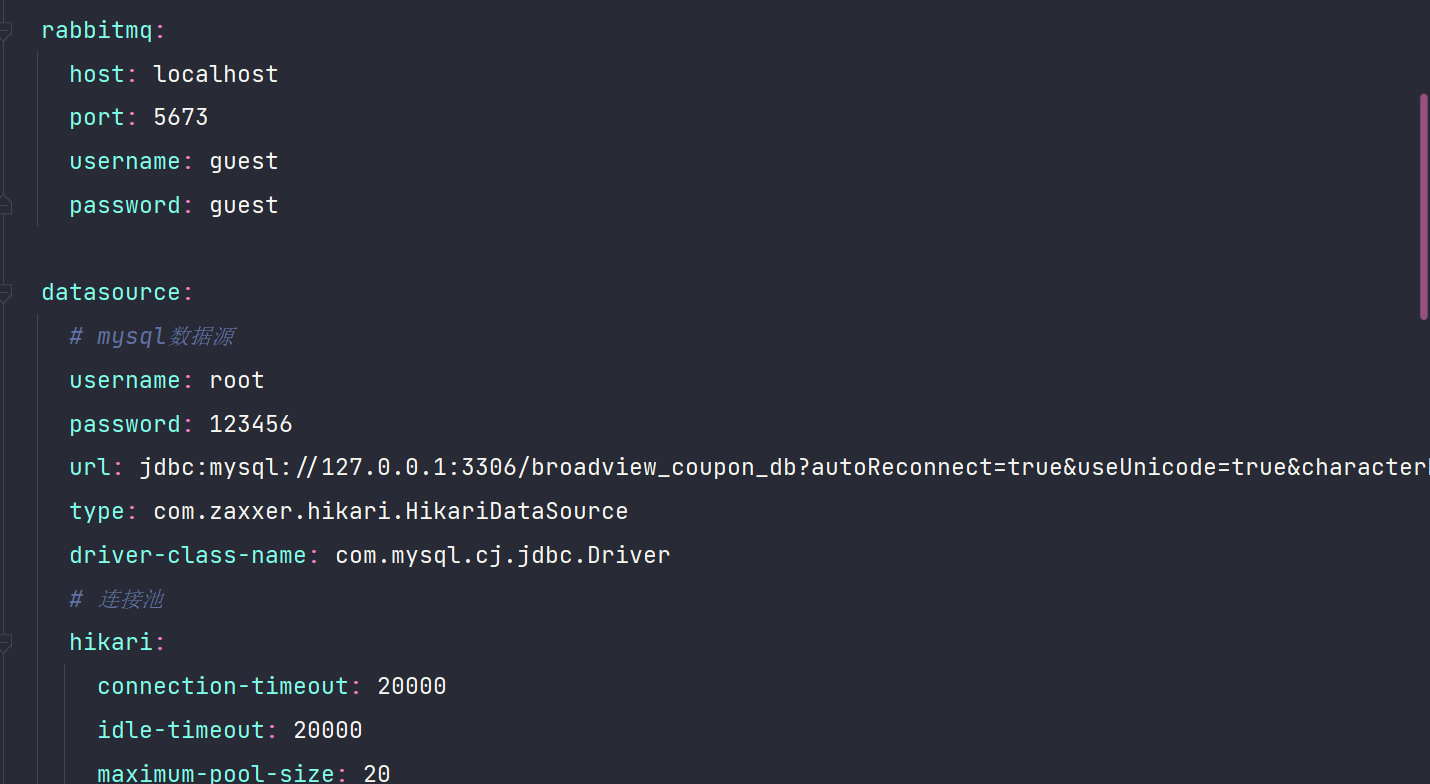 rabbitmq:
host: localhost
port: 5673
username: guest
password: guest
datasource:
# mysql数据源
username: root
password: 123456
url: jdbc:mysql://127.0.0.1:3306/broadview_coupon_db?autoReconnect=true&useUnicode=true&character
type: com.zaxxer.hikari.HikariDataSource
driver-class-name: com.mysql.cj.jdbc.Driver
# 连接池
hikari:
connection-timeout: 20000
idle-timeout: 20000
maximum-pool-size: 20